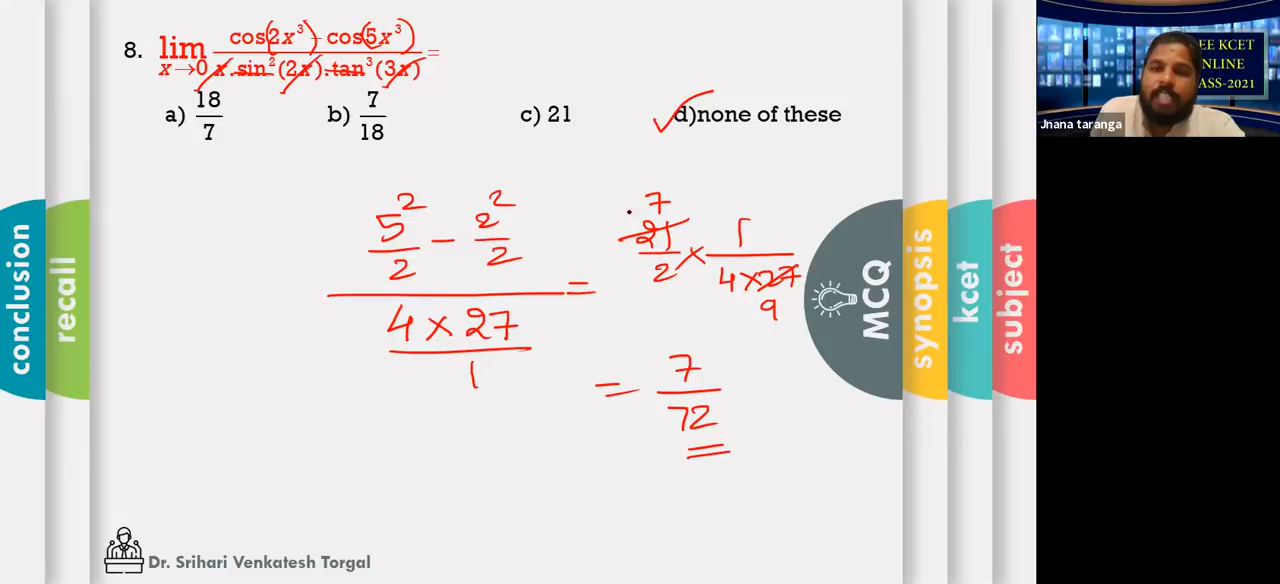 8. lim x→0 cos(2x³) - cos(5x³) / x.sin²(2x).tan³(3x) =
a) 18/7 b) 7/18 c) 21 d)none of these
5²/2 - 2²/2 / 4 × 27 / 1 = 7 21/2 × 1/4×27 9
= 7/72
conclusion
recall
MCQ
synopsis
kcet
subject
Dr. Srihari Venkatesh Torgal
EE KCET
NLINE
ASS-2021
Jhana taranga